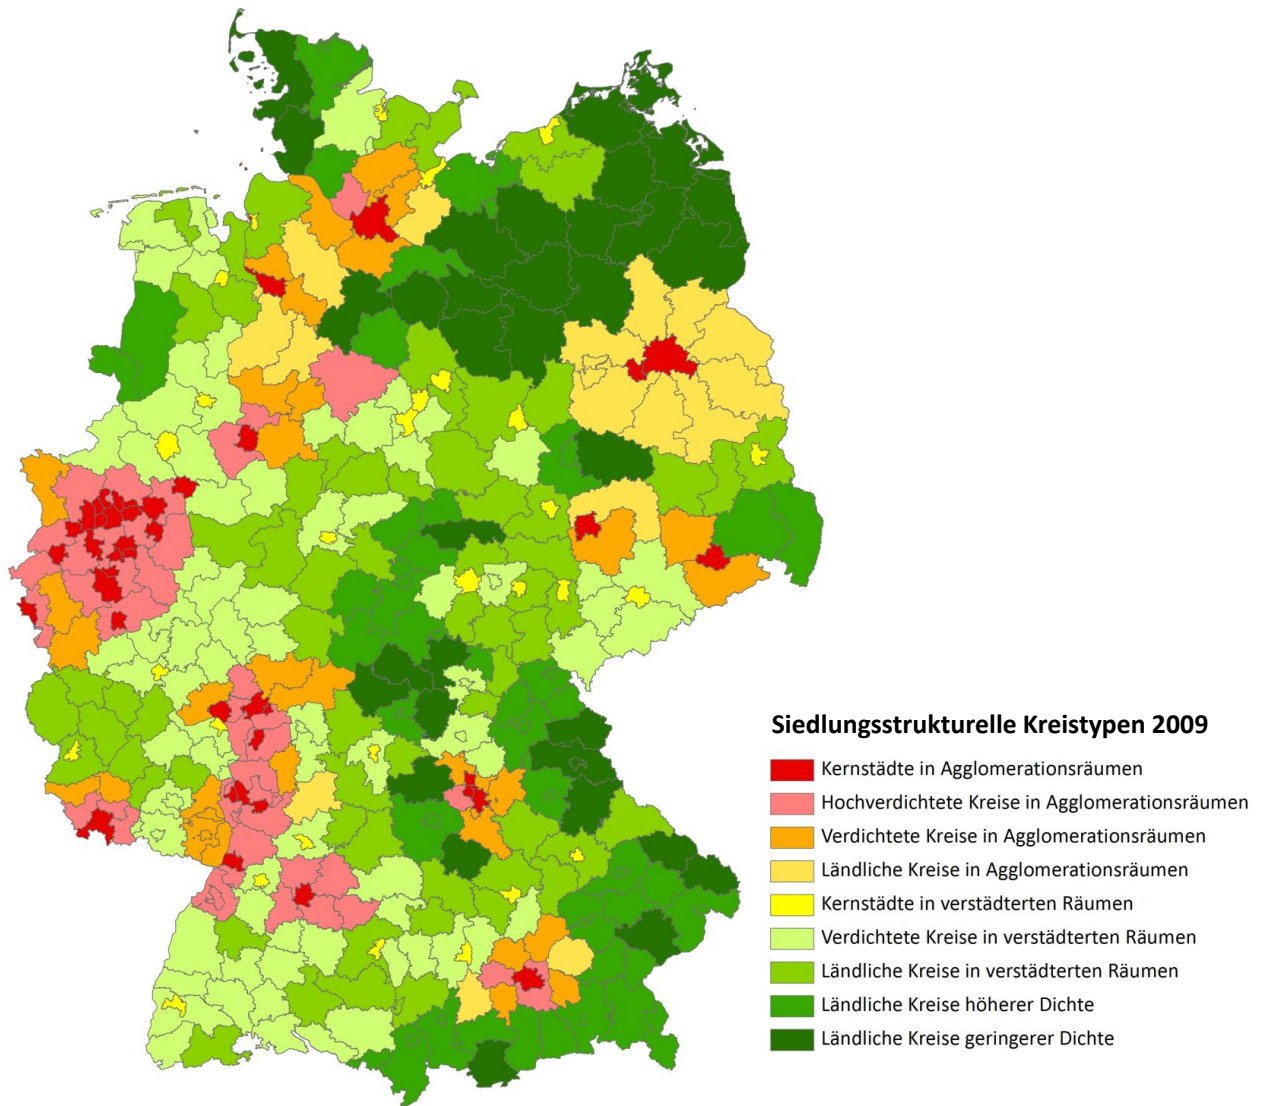 Siedlungsstrukturelle Kreistypen 2009
Kernstädte in Agglomerationsräumen
Hochverdichtete Kreise in Agglomerationsräumen
Verdichtete Kreise in Agglomerationsräumen
Ländliche Kreise in Agglomerationsräumen
Kernstädte in verstädterten Räumen
Verdichtete Kreise in verstädterten Räumen
Ländliche Kreise in verstädterten Räumen
Ländliche Kreise höherer Dichte
Ländliche Kreise geringerer Dichte